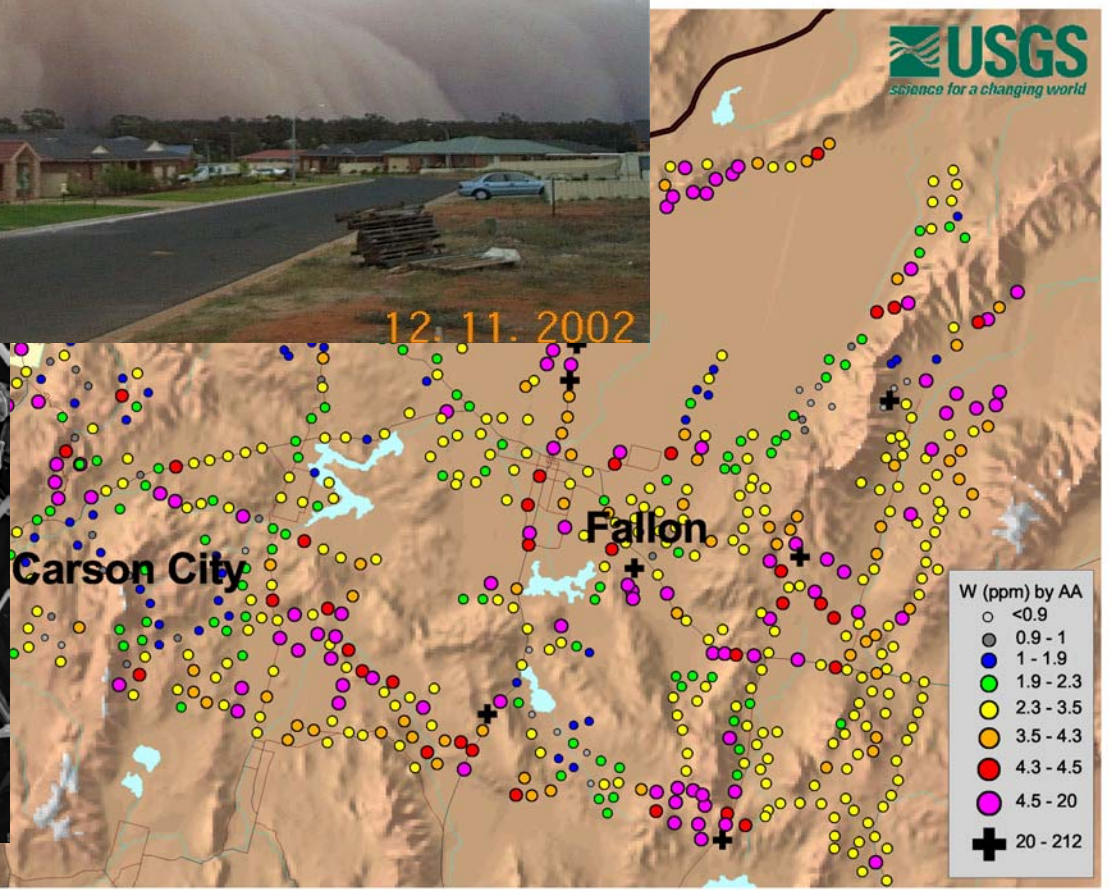 USGS
science for a changing world
12. 11. 2002
Fallon
Carson City
W (ppm) by AA
<0.9
0.9 - 1
1 - 1.9
1.9 - 2.3
2.3 - 3.5
3.5 - 4.3
4.3 - 4.5
4.5 - 20
20 - 212